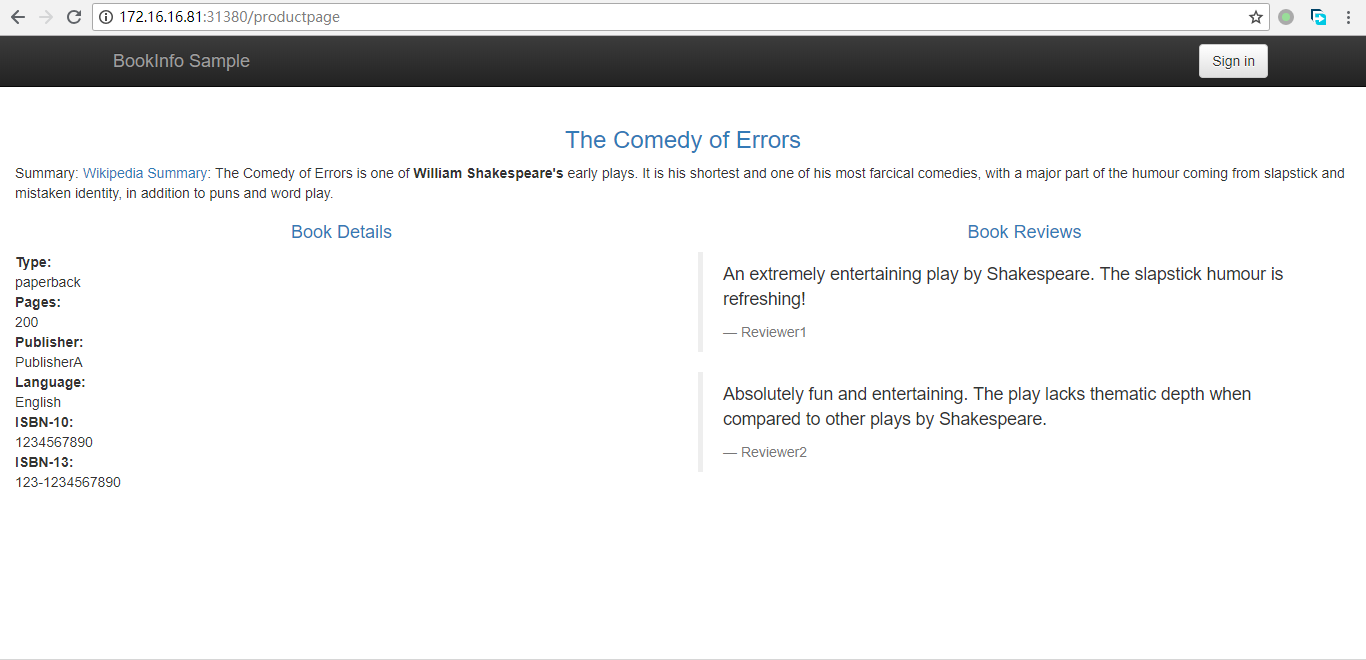 172.16.16.81:31380/productpage
BookInfo Sample
Sign in
The Comedy of Errors
Summary: Wikipedia Summary: The Comedy of Errors is one of William Shakespeare's early plays. It is his shortest and one of his most farcical comedies, with a major part of the humour coming from slapstick and
mistaken identity, in addition to puns and word play.
Book Details
Type:
paperback
Pages:
200
Publisher:
PublisherA
Language:
English
ISBN-10:
1234567890
ISBN-13:
123-1234567890
Book Reviews
An extremely entertaining play by Shakespeare. The slapstick humour is
refreshing!
— Reviewer1
Absolutely fun and entertaining. The play lacks thematic depth when
compared to other plays by Shakespeare.
— Reviewer2